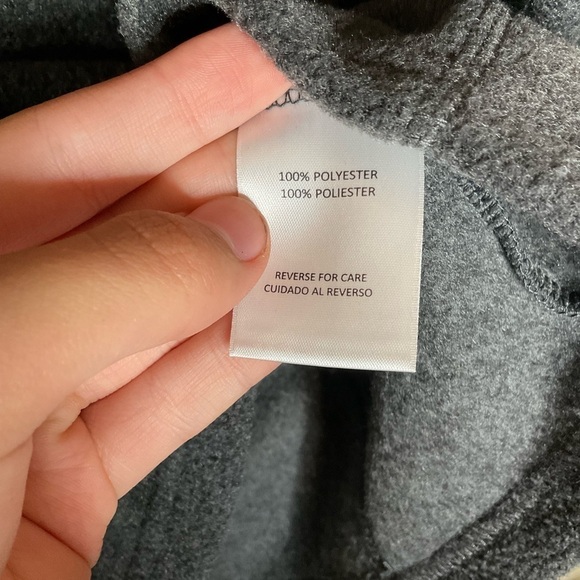 100% POLYESTER
100% POLIESTER
REVERSE FOR CARE
CUIDADO AL REVERSO